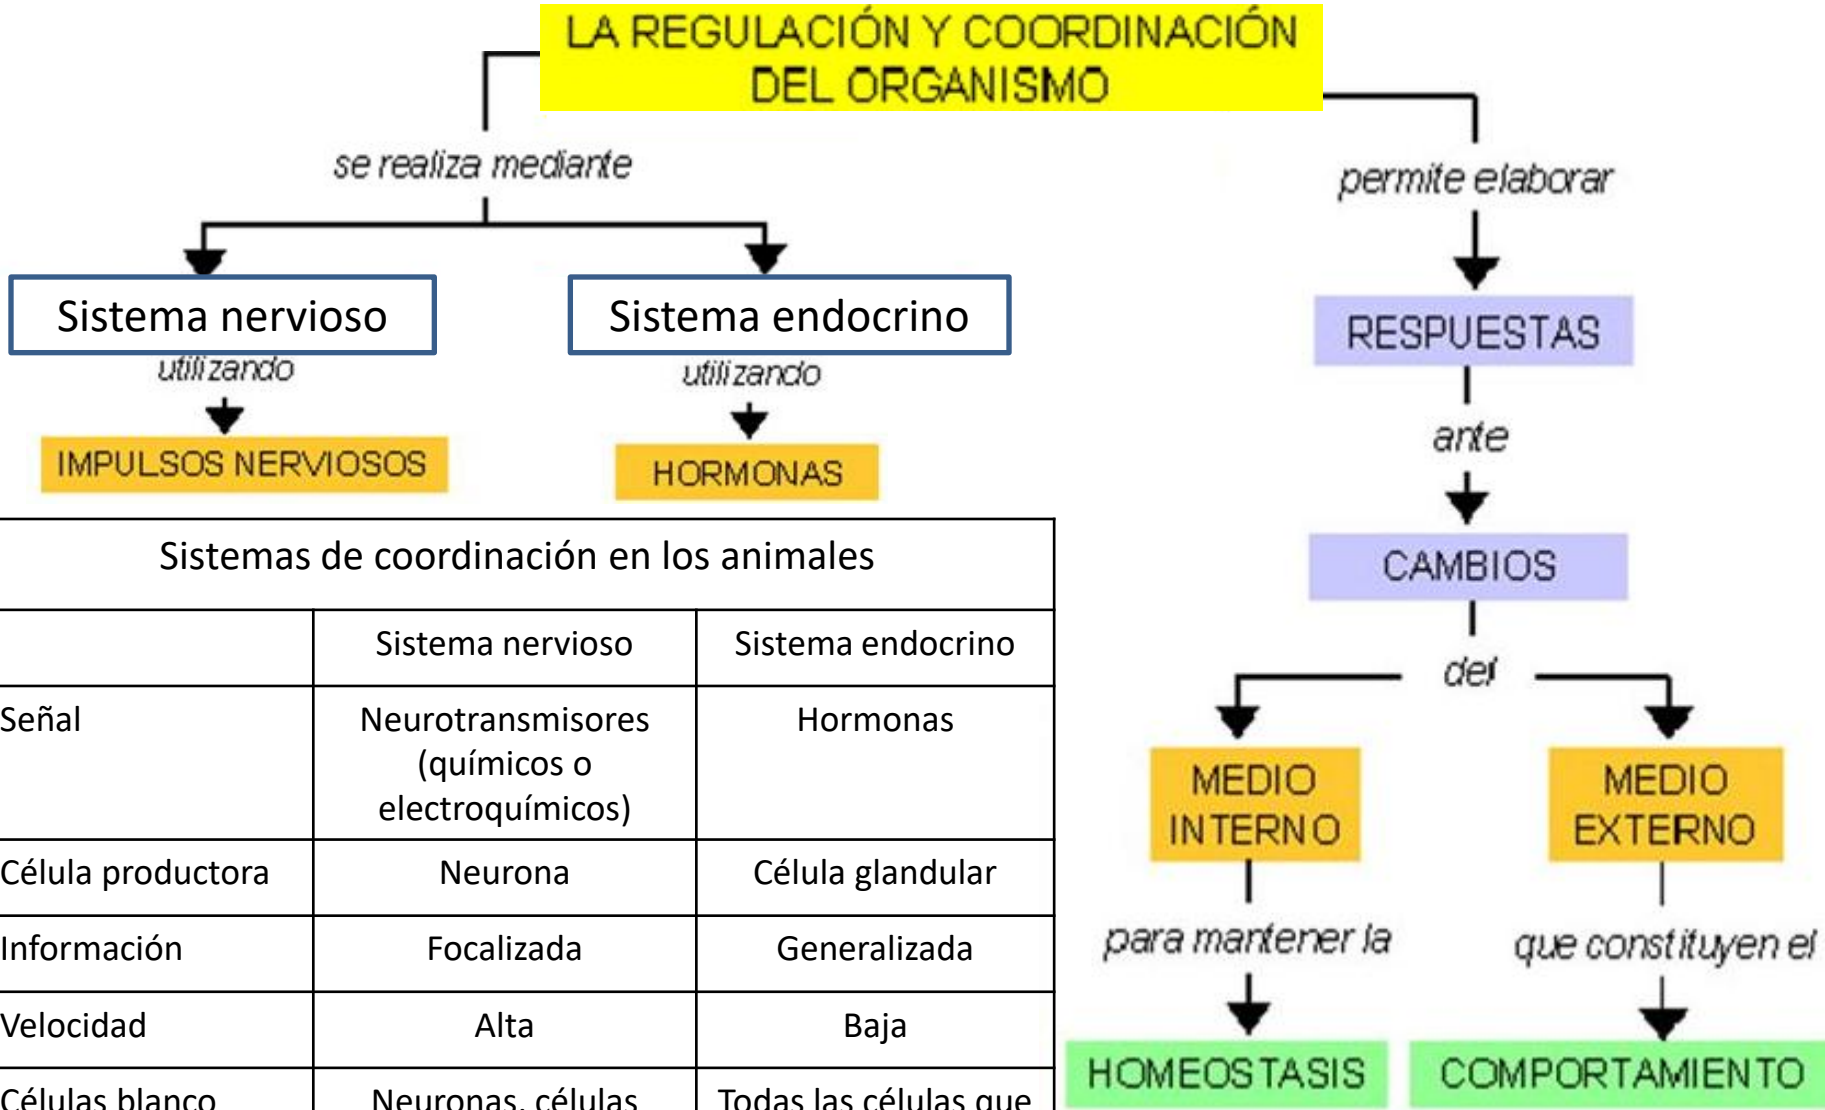 LA REGULACIÓN Y COORDINACIÓN
DEL ORGANISMO
se realiza mediante
permite elaborar
Sistema nervioso
Sistema endocrino
utilizando
utilizando
IMPULSOS NERVIOSOS
HORMONAS
RESPUESTAS
ante
CAMBIOS
del
MEDIO
INTERNO
MEDIO
EXTERNO
para mantener la
que constituyen el
HOMEOSTASIS
COMPORTAMIENTO
Sistemas de coordinación en los animales
Sistema nervioso
Sistema endocrino
Señal
Neurotransmisores
(químicos o
electroquímicos)
Hormonas
Célula productora
Neurona
Célula glandular
Información
Focalizada
Generalizada
Velocidad
Alta
Baja
Células blanco
Neuronas, células
Todas las células que